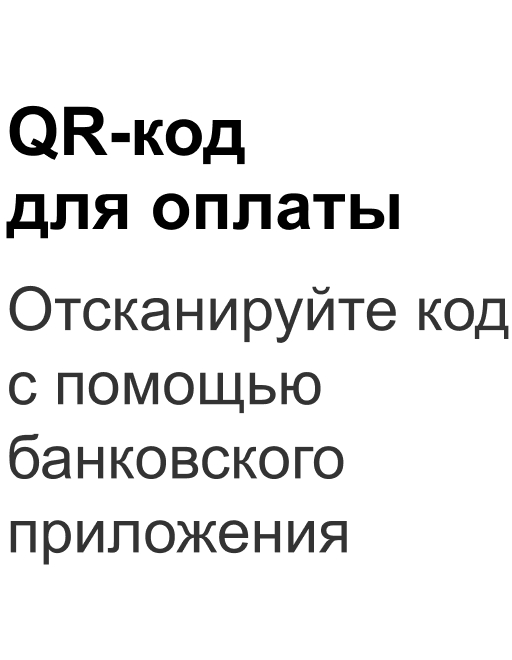 QR-код
для оплаты
Отсканируйте код
с помощью
банковского
приложения